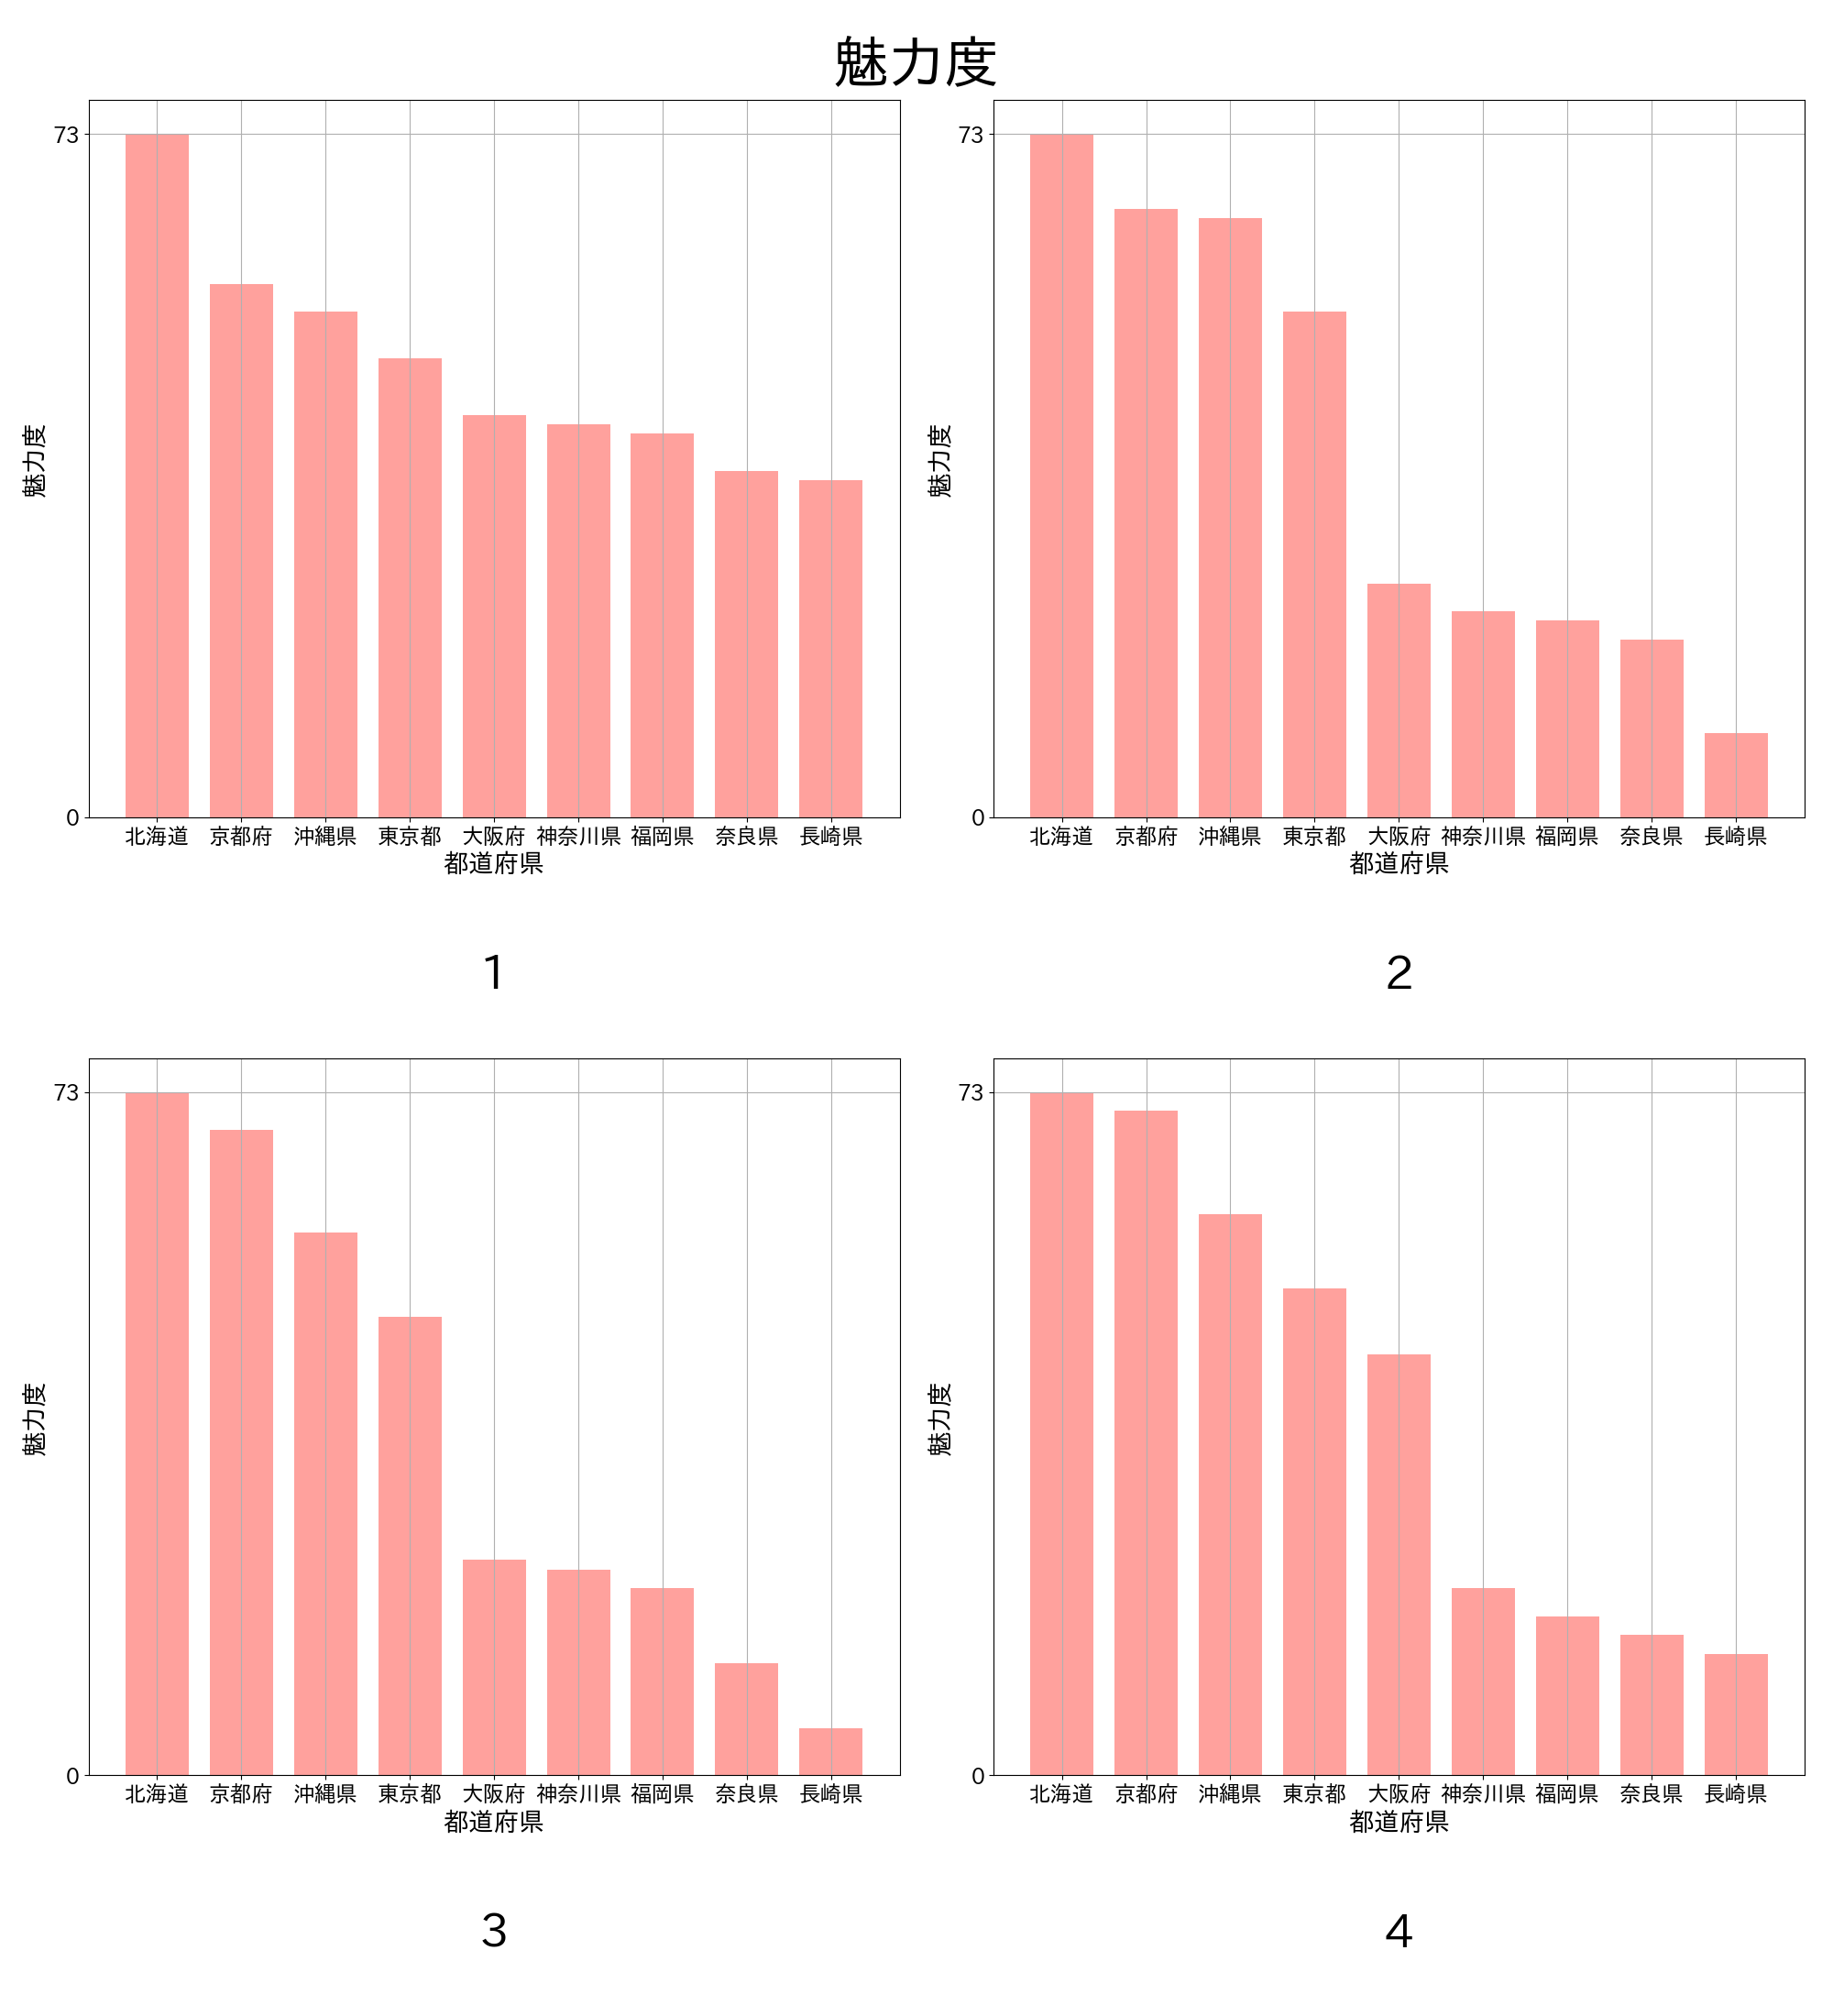 魅力度
73
0
魅力度
北海道 京都府 沖縄県 東京都 大阪府 神奈川県 福岡県 奈良県 長崎県
都道府県
1
73
0
魅力度
北海道 京都府 沖縄県 東京都 大阪府 神奈川県 福岡県 奈良県 長崎県
都道府県
2
73
0
魅力度
北海道 京都府 沖縄県 東京都 大阪府 神奈川県 福岡県 奈良県 長崎県
都道府県
3
73
0
魅力度
北海道 京都府 沖縄県 東京都 大阪府 神奈川県 福岡県 奈良県 長崎県
都道府県
4